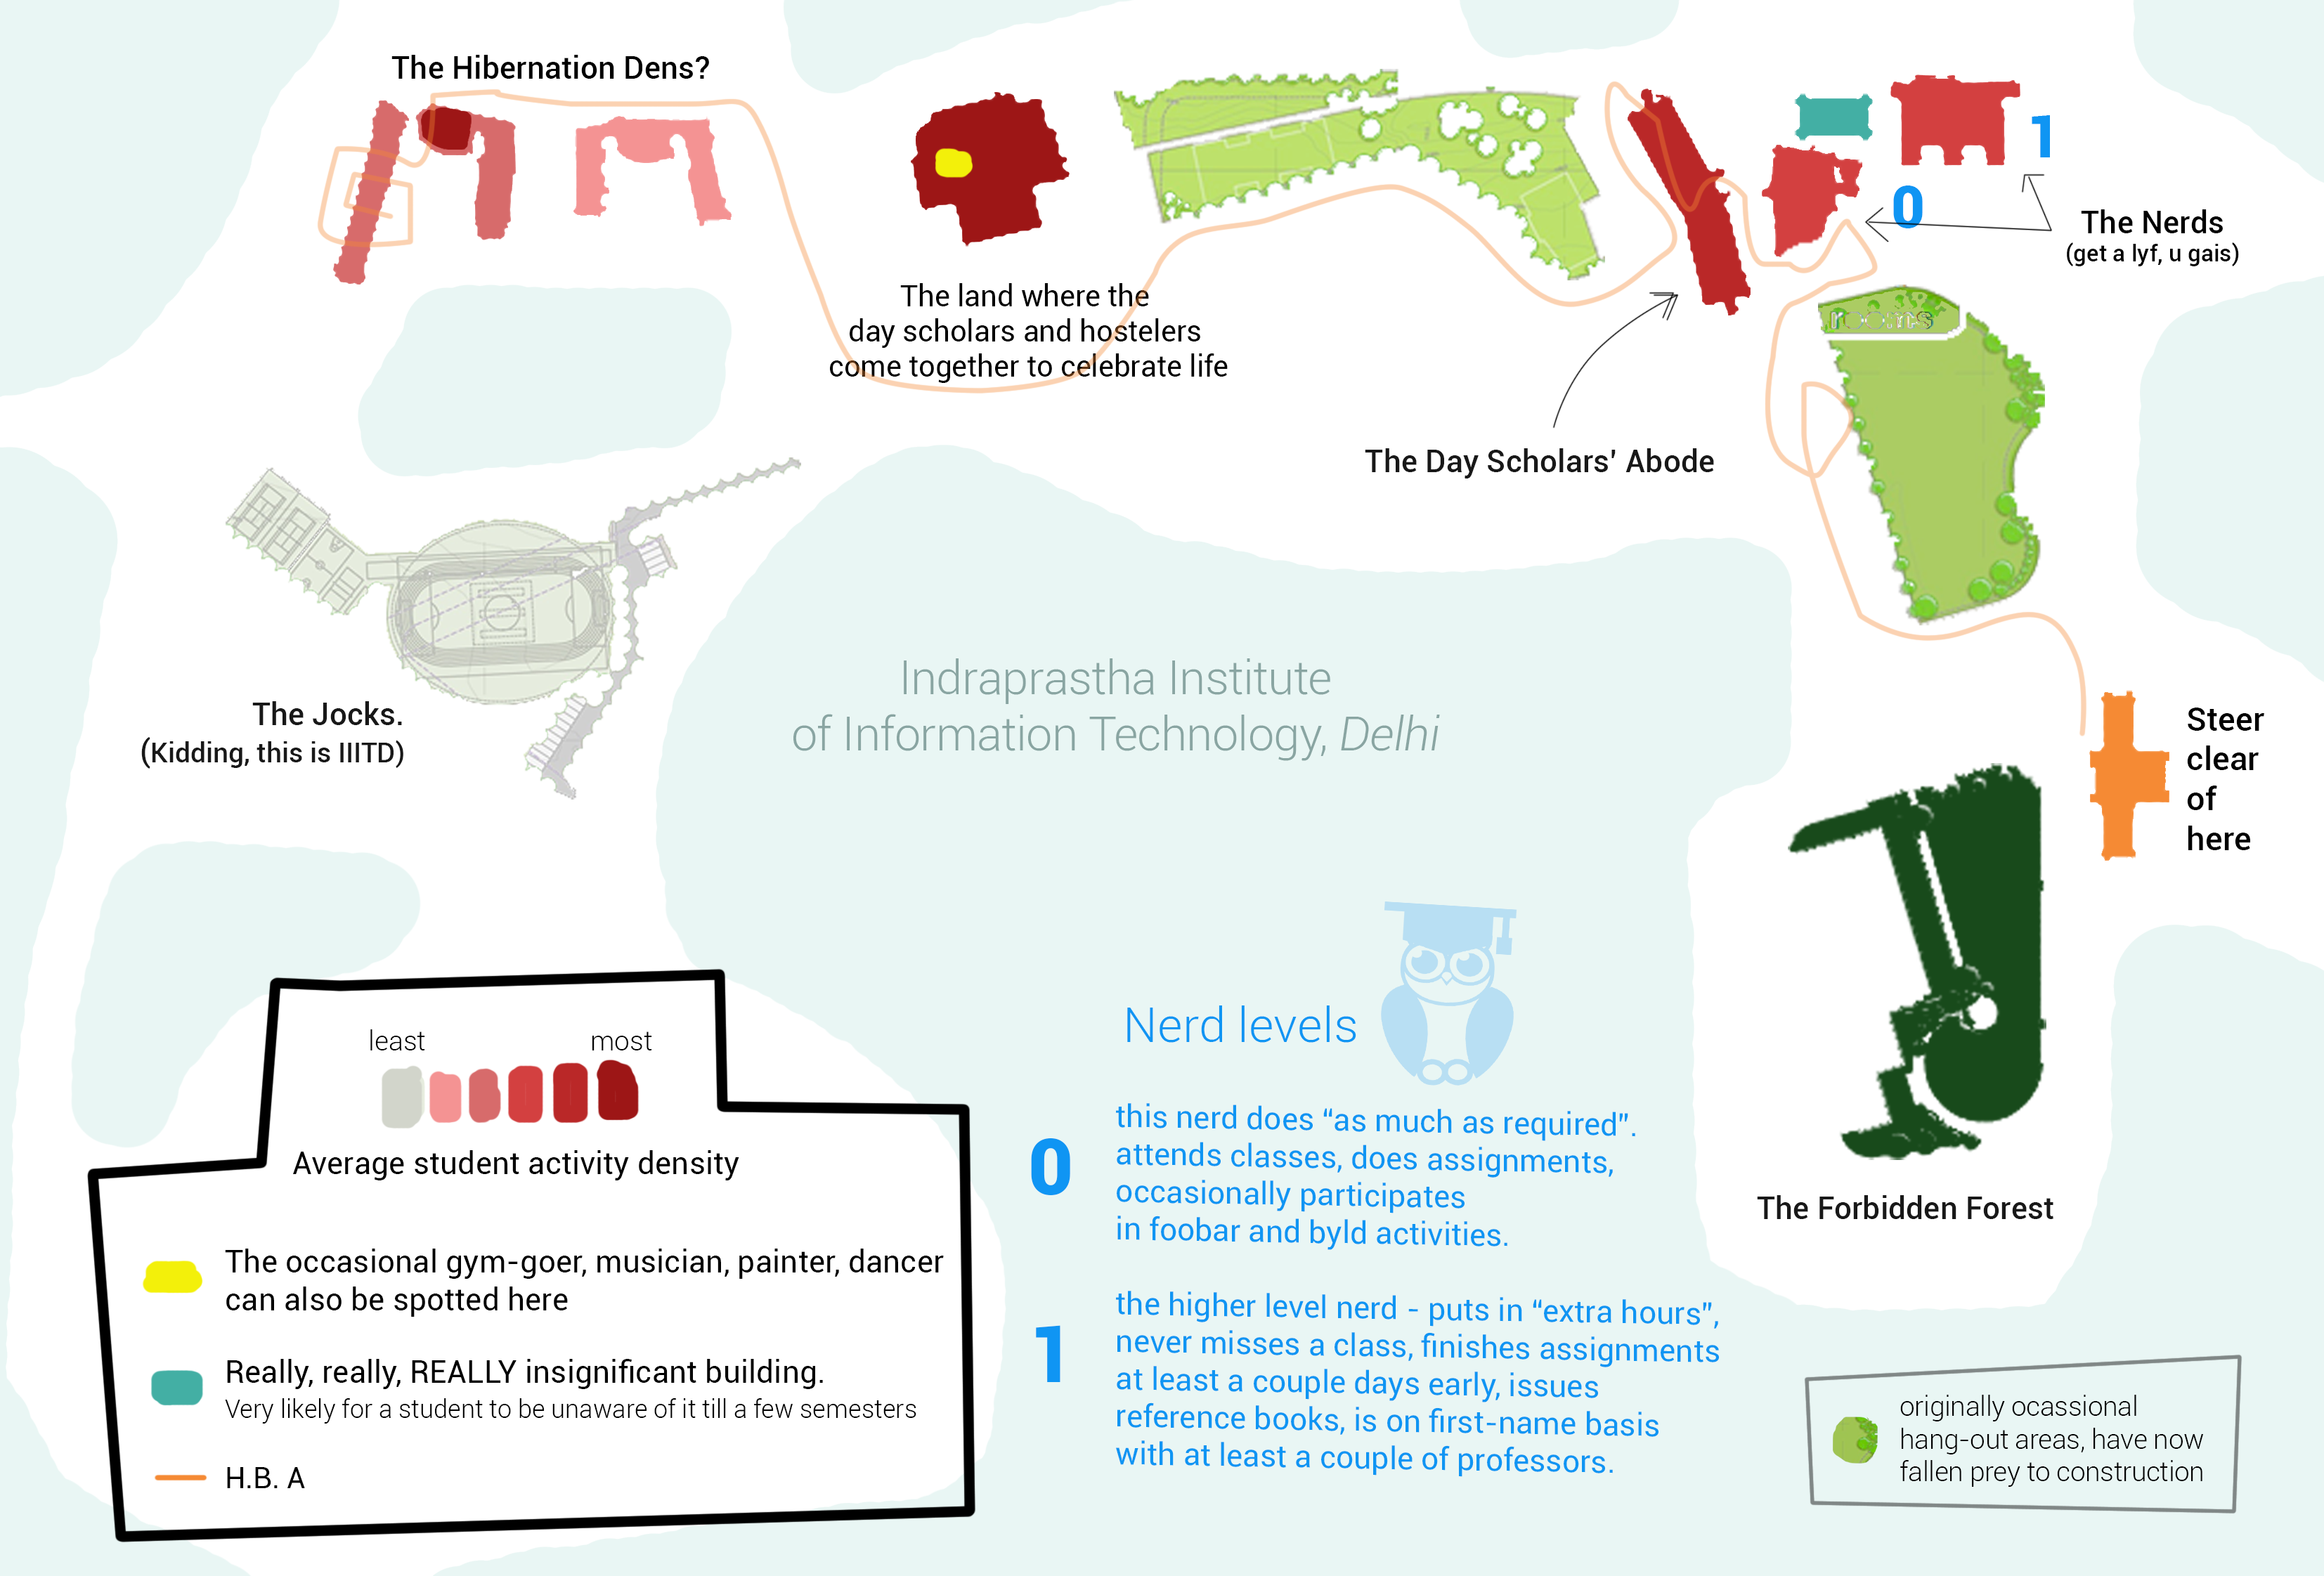 The Hibernation Dens?
The land where the
day scholars and hostelers
come together to celebrate life
1
0
The Nerds
(get a lyf, u gais)
rooms
The Day Scholars' Abode
The Jocks.
(Kidding, this is IIITD)
Indraprastha Institute
of Information Technology, Delhi
Steer
clear
of
here
The Forbidden Forest
least most
Average student activity density
The occasional gym-goer, musician, painter, dancer
can also be spotted here
Really, really, REALLY insignificant building.
Very likely for a student to be unaware of it till a few semesters
H.B. A
Nerd levels
0
this nerd does “as much as required”.
attends classes, does assignments,
occasionally participates
in foobar and byld activities.
1
the higher level nerd - puts in “extra hours”,
never misses a class, finishes assignments
at least a couple days early, issues
reference books, is on first-name basis
with at least a couple of professors.
originally ocassional
hang-out areas, have now
fallen prey to construction